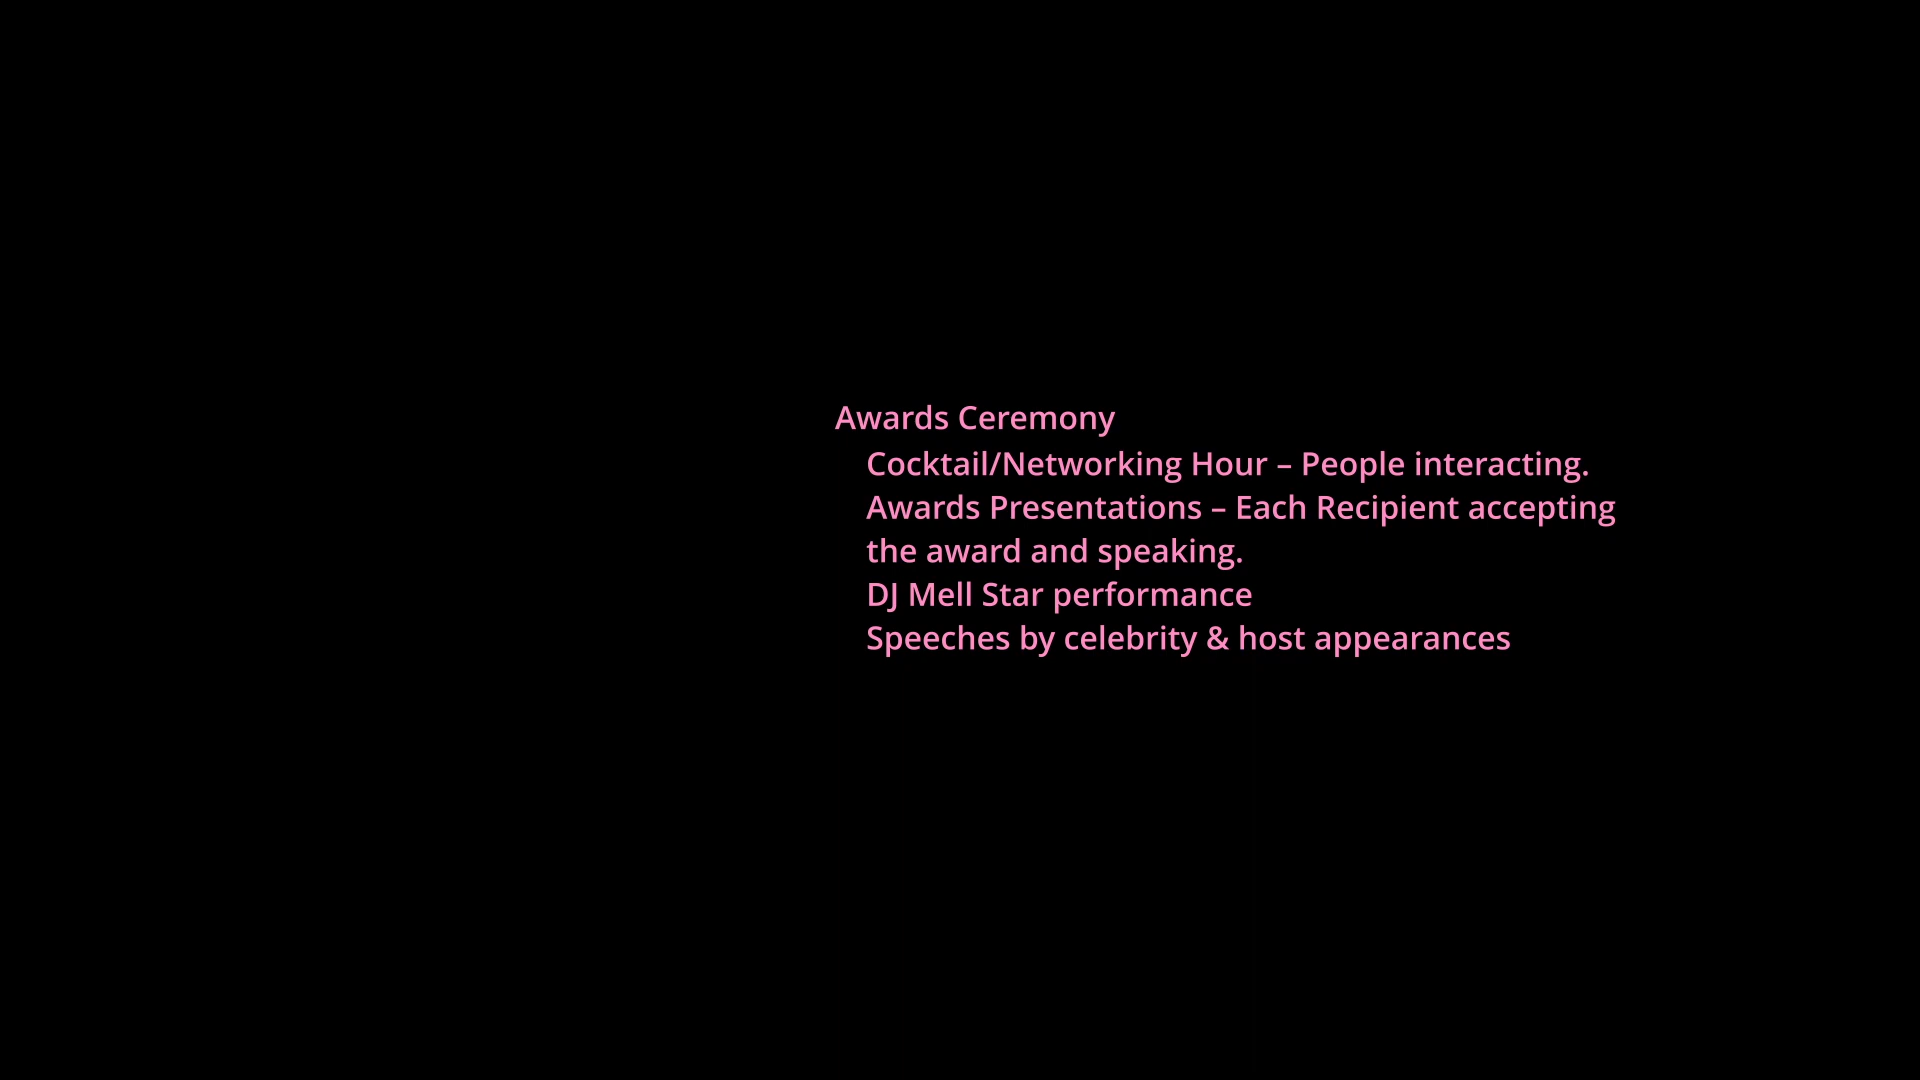 Awards Ceremony
Cocktail/Networking Hour – People interacting.
Awards Presentations – Each Recipient accepting
the award and speaking.
DJ Mell Star performance
Speeches by celebrity & host appearances